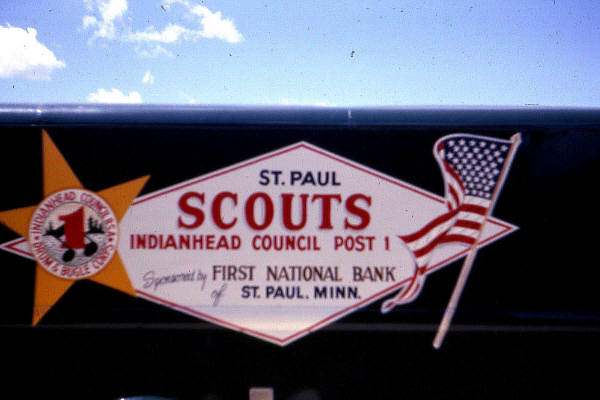 INDIANHEAD COUNCIL'S
1
DRUM & BUGLE CORPS
ST. PAUL
SCOUTS
INDIANHEAD COUNCIL POST 1
Sponsored by FIRST NATIONAL BANK
of ST. PAUL, MINN.